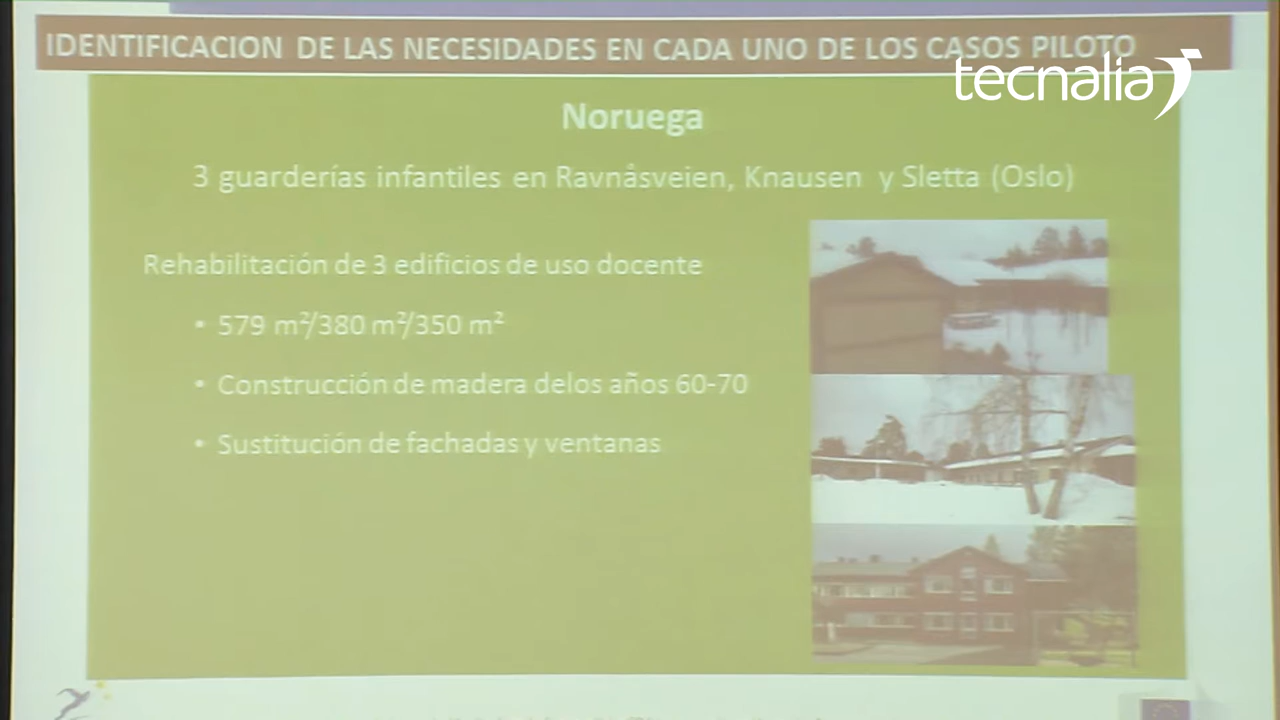 IDENTIFICACION DE LAS NECESIDADES EN CADA UNO DE LOS CASOS PILOTO
tecnalia
Noruega
3 guarderías infantiles en Ravnåsveien, Knausen y Sletta (Oslo)
Rehabilitación de 3 edificios de uso docente
• 579 m²/380 m²/350 m²
• Construcción de madera delos años 60-70
• Sustitución de fachadas y ventanas